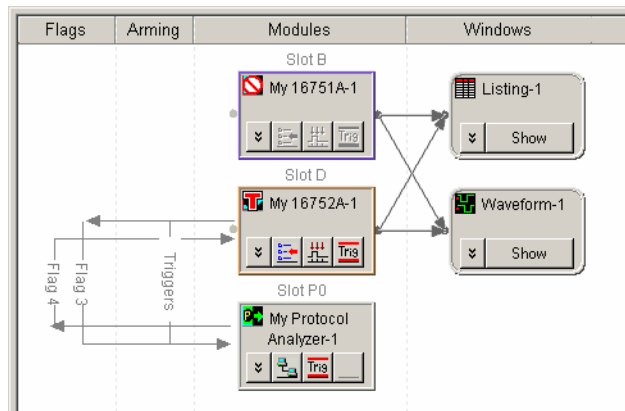 Flags
Arming
Modules
Windows
Slot B
My 16751A-1
Trig
Listing-1
Show
Slot D
My 16752A-1
Trig
Waveform-1
Show
Flag 4
Flag 3
Triggers
Slot P0
My Protocol
Analyzer-1
Trig